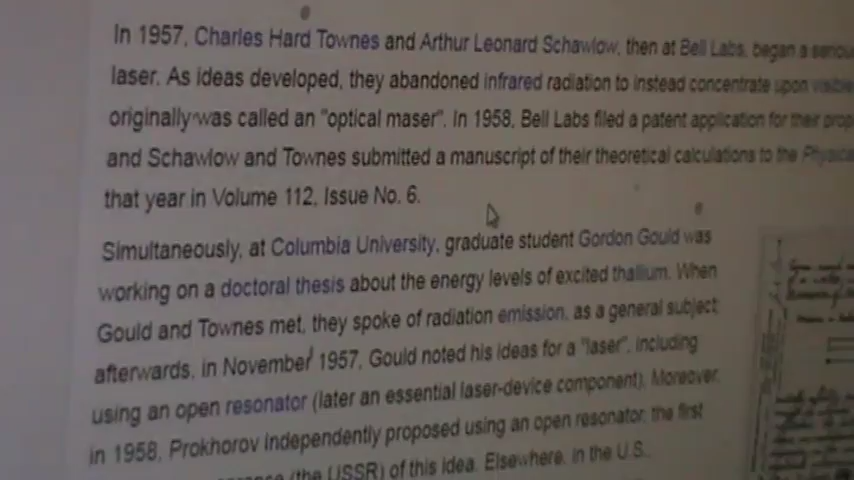 In 1957, Charles Hard Townes and Arthur Leonard Schawlow, then at Bell Labs, began a
laser. As ideas developed, they abandoned infrared radiation to instead concentrate upon
originally was called an "optical maser". In 1958, Bell Labs filed a patent application for their
and Schawlow and Townes submitted a manuscript of their theoretical calculations to the
that year in Volume 112, Issue No. 6.
Simultaneously, at Columbia University, graduate student Gordon Gould was
working on a doctoral thesis about the energy levels of excited thallium. When
Gould and Townes met, they spoke of radiation emission, as a general subject;
afterwards, in November 1957, Gould noted his ideas for a "laser", including
using an open resonator (later an essential laser-device component). Moreover,
in 1958, Prokhorov independently proposed using an open resonator, the first
(the USSR) of this idea. Elsewhere, in the U.S.,